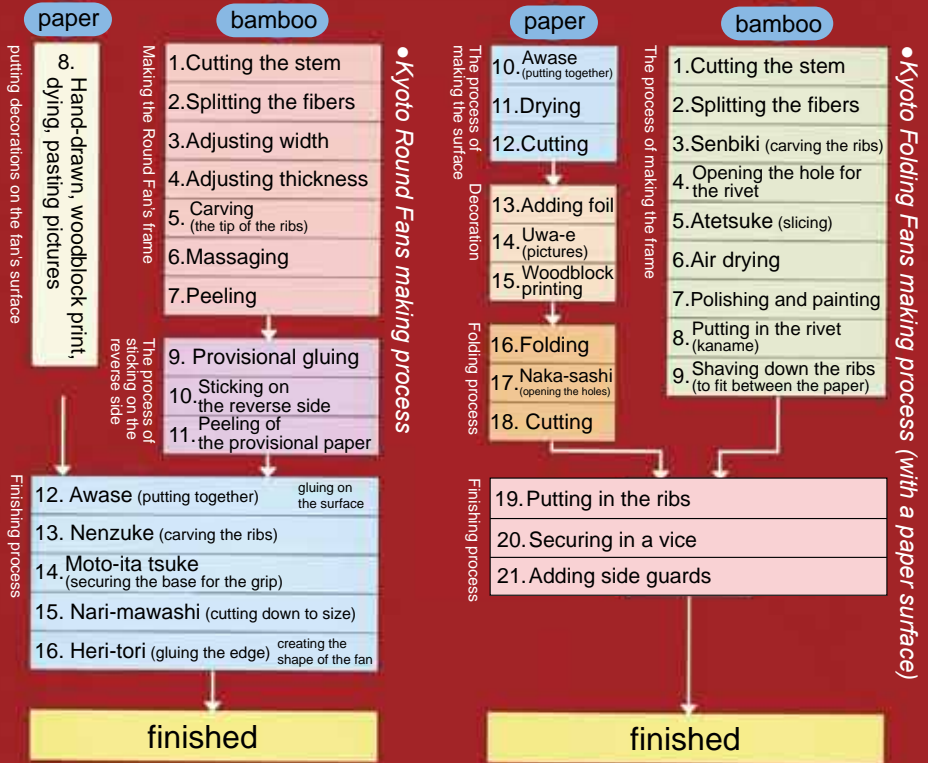 ● Kyoto Round Fans making process
paper
putting decorations on the fan's surface
8. Hand-drawn, woodblock print,
dying, pasting pictures
bamboo
Making the Round Fan's frame
1.Cutting the stem
2.Splitting the fibers
3.Adjusting width
4.Adjusting thickness
5. Carving
(the tip of the ribs)
6.Massaging
7.Peeling
The process of
sticking on the
reverse side
9. Provisional gluing
10. Sticking on
the reverse side
11. Peeling of
the provisional paper
Finishing process
12. Awase (putting together) gluing on
the surface
13. Nenzuke (carving the ribs)
14. Moto-ita tsuke
(securing the base for the grip)
15. Nari-mawashi (cutting down to size)
16. Heri-tori (gluing the edge) creating the
shape of the fan
finished
● Kyoto Folding Fans making process (with a paper surface)
paper
The process of
making the surface
10. Awase
(putting together)
11. Drying
12. Cutting
Decoration
13. Adding foil
14. Uwa-e
(pictures)
15. Woodblock
printing
Folding process
16. Folding
17. Naka-sashi
(opening the holes)
18. Cutting
bamboo
The process of making the frame
1.Cutting the stem
2.Splitting the fibers
3.Senbiki (carving the ribs)
4. Opening the hole for
the rivet
5.Atetsuke (slicing)
6.Air drying
7.Polishing and painting
8. Putting in the rivet
(kaname)
9. Shaving down the ribs
(to fit between the paper)
Finishing process
19. Putting in the ribs
20. Securing in a vice
21. Adding side guards
finished